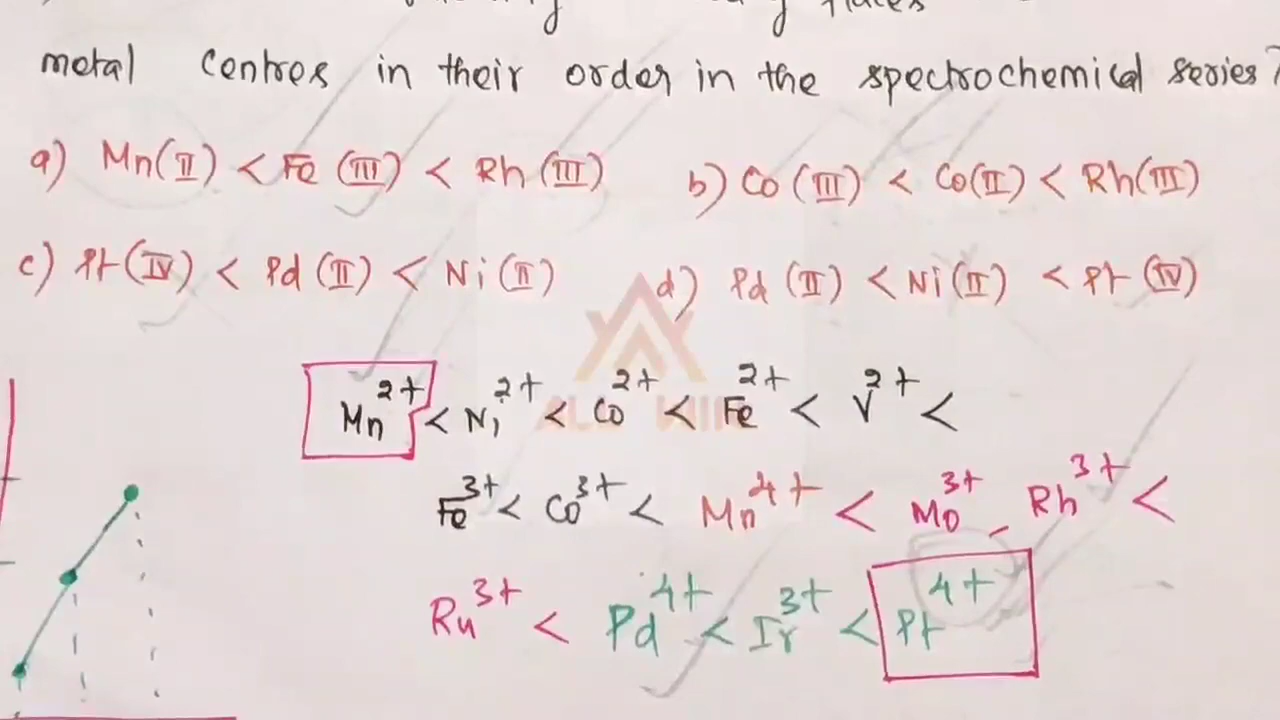 metal centres in their order in the spectrochemical series?
a) Mn(II) < Fe (III) < Rh (III) b) Co (III) < Co(II) < Rh(III)
c) Pt (IV) < Pd (II) < Ni (II) d) Pd (II) < Ni (II) < Pt (IV)
Mn2+ < Ni2+ < Co2+ < Fe2+ < V2+ <
Fe3+ < Co3+ < Mn4+ < Mo3+ Rh3+ <
Ru3+ < Pd4+ < Ir3+ < Pt4+